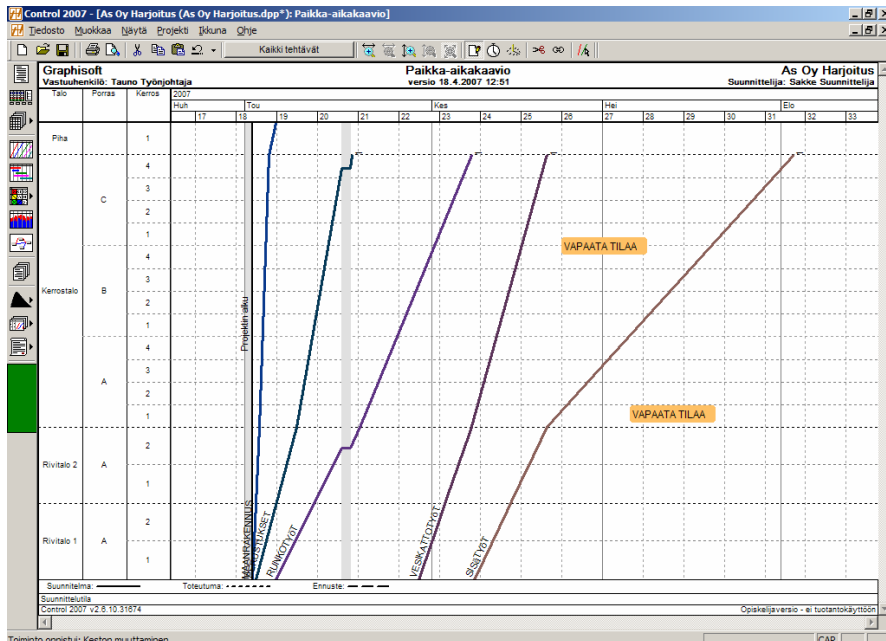 Control 2007 - [As Oy Harjoitus (As Oy Harjoitus.dpp*): Paikka-aikakaavio]
Tiedosto Muokkaa Näytä Projekti Ikkuna Ohje
Kaikki tehtävät
Graphisoft Paikka-aikakaavio As Oy Harjoitus
Vastuuhenkilö: Tauno Työnjohtaja versio 18.4.2007 12:51 Suunnittelija: Sakke Suunnittelija
Talo Porras Kerros 2007
Huh Tou Kes Hei Elo
17 18 19 20 21 22 23 24 25 26 27 28 29 30 31 32 33
Piha 1
4
3
C
2
1
VAPAATA TILAA
4
3
Kerrostalo B
2
1
Projektin alku
4
3
A
2
1
VAPAATA TILAA
2
Rivitalo 2 A
1
2
Rivitalo 1 A
1
MAANRAKENNUS
RUNKOTYöT
VESIKATTOTYöT
SISäTYöT
Suunnitelma: Toteutuma: Ennuste:
Suunnittelutila
Control 2007 v2.6.10.31674 Opiskelijaversio - ei tuotantokäyttöön
Toiminto onnistui: Keston muuttaminen
CAP